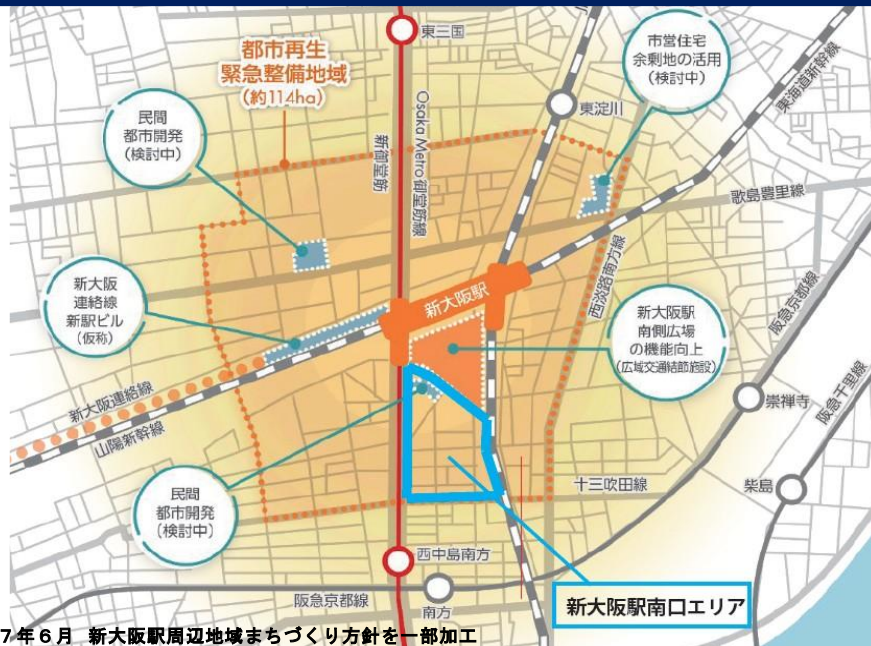 東三国
都市再生
緊急整備地域
(約114ha)
市営住宅
余剰地の活用
(検討中)
東海道新幹線
民間
都市開発
(検討中)
東淀川
新御堂筋
Osaka Metro 御堂筋線
歌島豊里線
西淡路南方線
新大阪
連絡線
新駅ビル
(仮称)
新大阪駅
新大阪駅
南側広場
の機能向上
(広域交通結節施設)
阪急京都線
阪急千里線
新大阪連絡線
山陽新幹線
崇禅寺
民間
都市開発
(検討中)
十三吹田線
柴島
西中島南方
阪急京都線
南方
新大阪駅南口エリア
7年6月 新大阪駅周辺地域まちづくり方針を一部加工